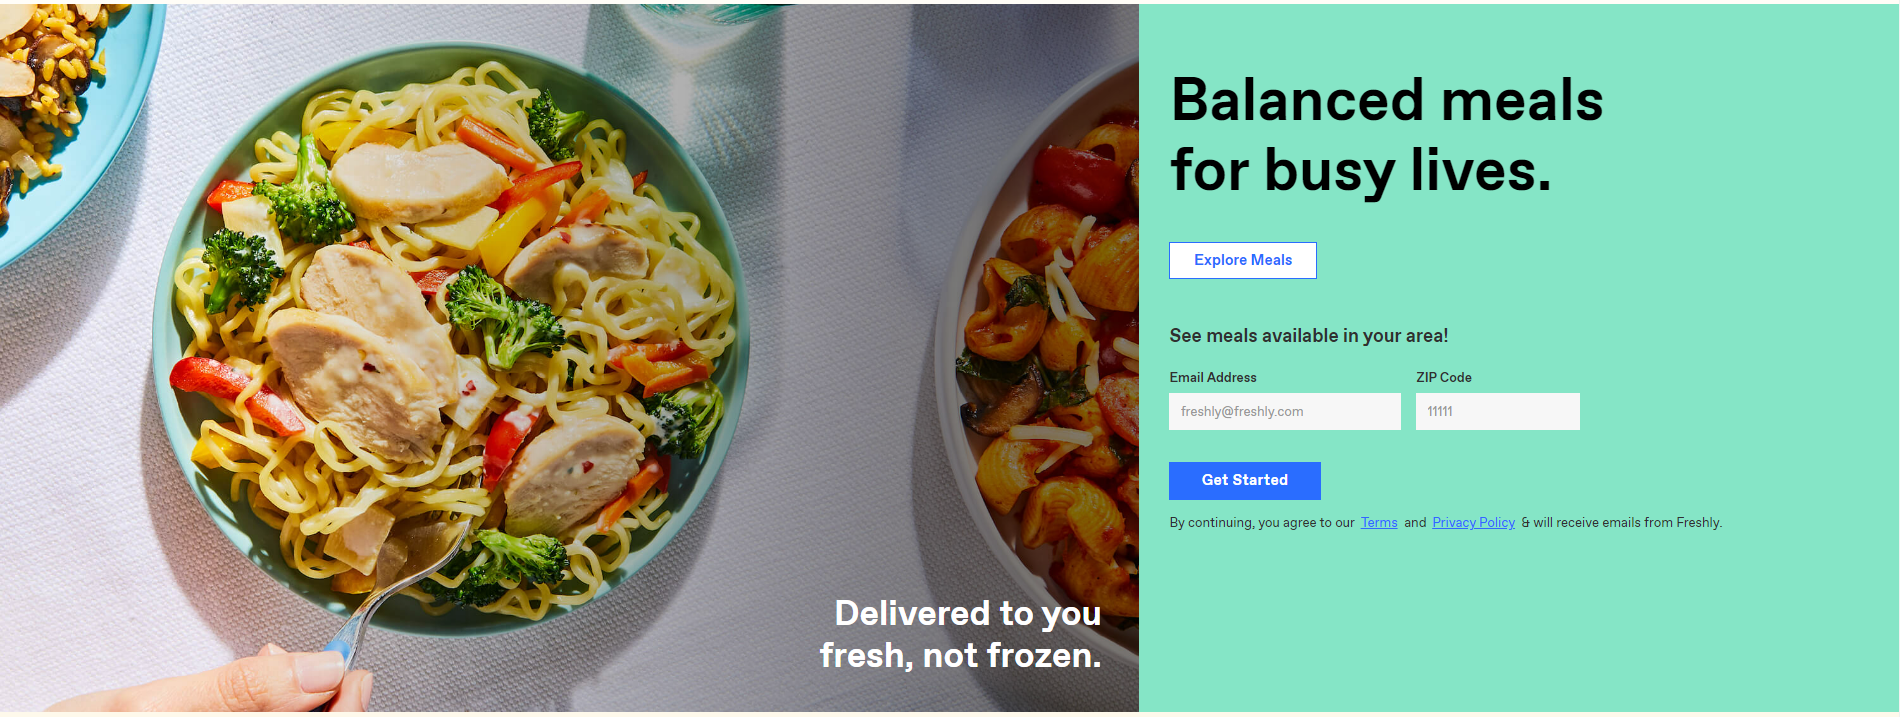 Delivered to you
fresh, not frozen.
Balanced meals
for busy lives.
Explore Meals
See meals available in your area!
Email Address
ZIP Code
freshly@freshly.com
11111
Get Started
By continuing, you agree to our Terms and Privacy Policy & will receive emails from Freshly.